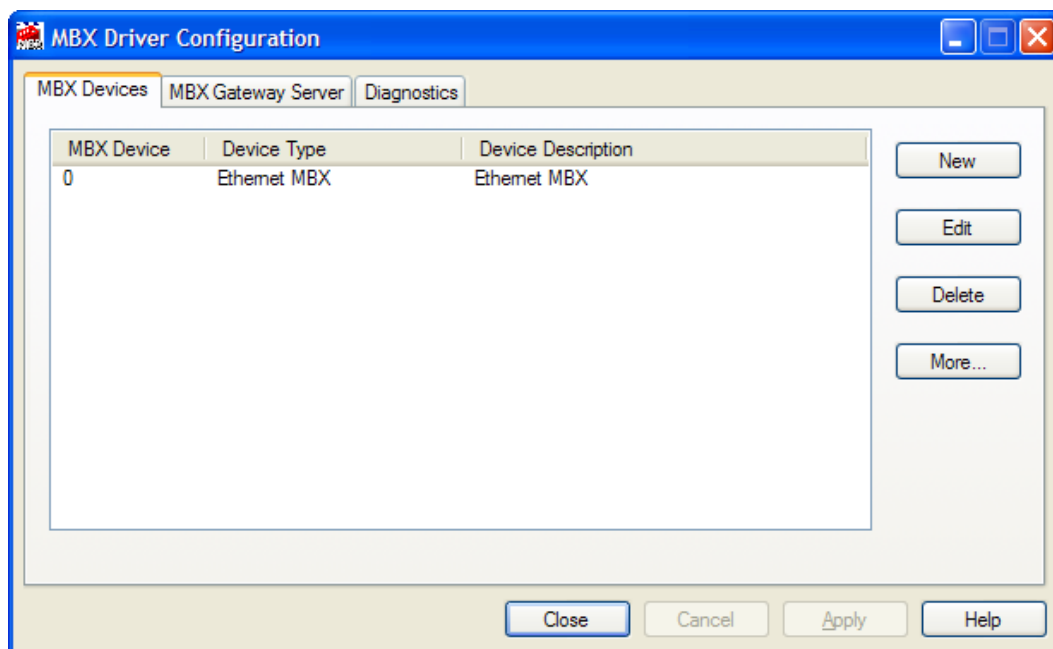 MBX Driver Configuration
MBX Devices MBX Gateway Server Diagnostics
MBX Device Device Type Device Description
0 Ethernet MBX Ethernet MBX
New
Edit
Delete
More...
Close Cancel Apply Help